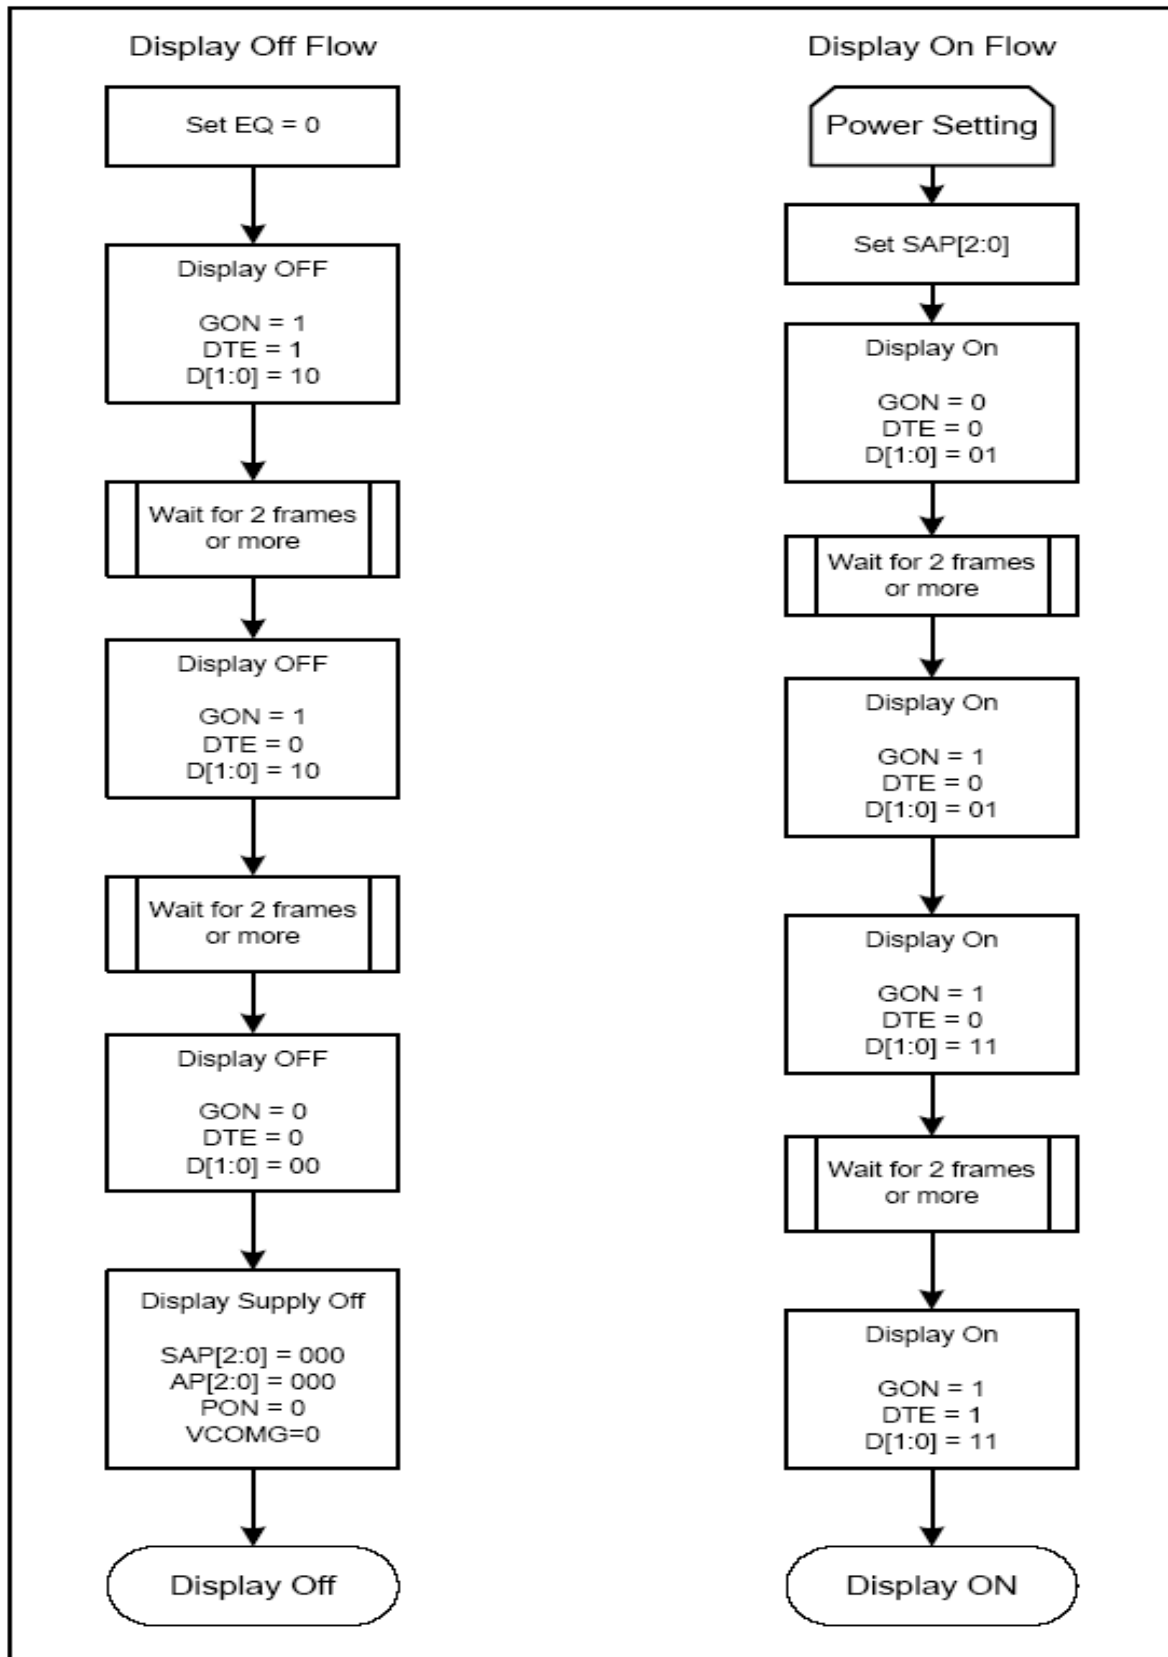 Display Off Flow
Set EQ = 0
Display OFF
GON = 1
DTE = 1
D[1:0] = 10
Wait for 2 frames
or more
Display OFF
GON = 1
DTE = 0
D[1:0] = 10
Wait for 2 frames
or more
Display OFF
GON = 0
DTE = 0
D[1:0] = 00
Display Supply Off
SAP[2:0] = 000
AP[2:0] = 000
PON = 0
VCOMG=0
Display Off
Display On Flow
Power Setting
Set SAP[2:0]
Display On
GON = 0
DTE = 0
D[1:0] = 01
Wait for 2 frames
or more
Display On
GON = 1
DTE = 0
D[1:0] = 01
Display On
GON = 1
DTE = 0
D[1:0] = 11
Wait for 2 frames
or more
Display On
GON = 1
DTE = 1
D[1:0] = 11
Display ON